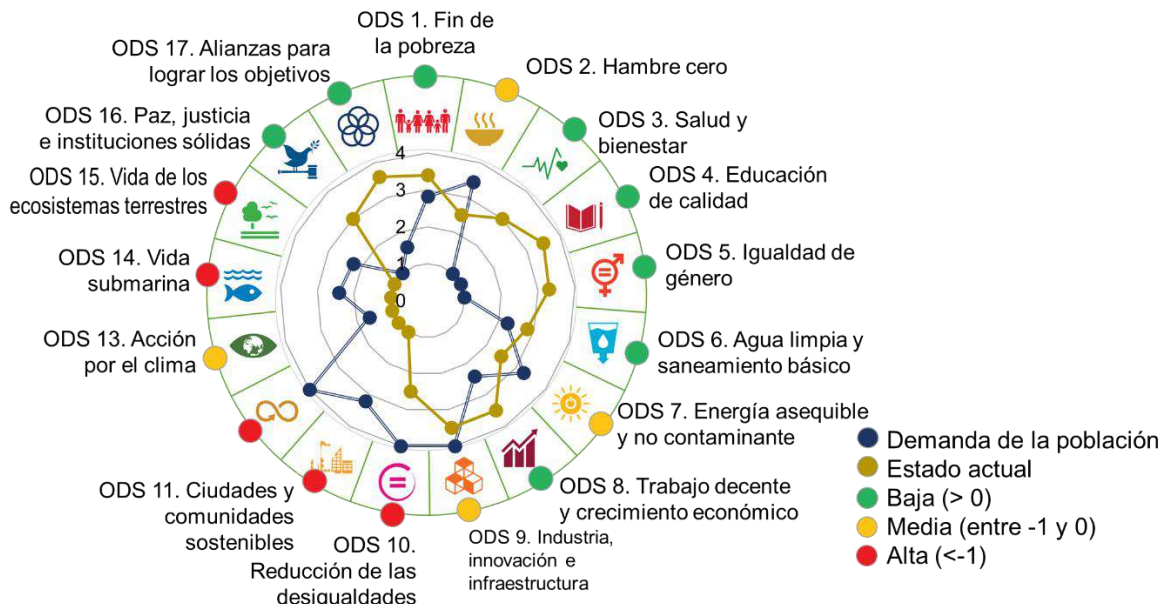 ODS 1. Fin de
la pobreza
ODS 2. Hambre cero
ODS 3. Salud y
bienestar
ODS 4. Educación
de calidad
ODS 5. Igualdad de
género
ODS 6. Agua limpia y
saneamiento básico
ODS 7. Energía asequible
y no contaminante
ODS 8. Trabajo decente
y crecimiento económico
ODS 9. Industria,
innovación e
infraestructura
ODS 10.
Reducción de las
desigualdades
ODS 11. Ciudades y
comunidades
sostenibles
ODS 13. Acción
por el clima
ODS 14. Vida
submarina
ODS 15. Vida de los
ecosistemas terrestres
ODS 16. Paz, justicia
e instituciones sólidas
ODS 17. Alianzas para
lograr los objetivos
4
3
2
1
0
Demanda de la población
Estado actual
Baja (> 0)
Media (entre -1 y 0)
Alta (<-1)